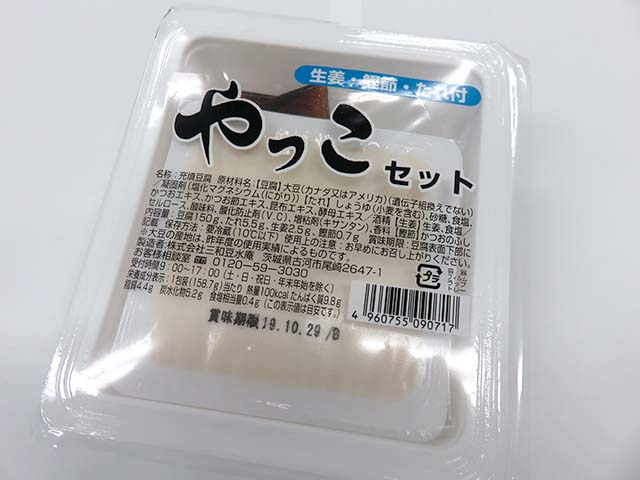 生姜・鰹節・たれ付
やっこ
セット
名称:充填豆腐 原材料名:【豆腐】大豆(カナダ又はアメリカ)(遺伝子組換えでない)
/凝固剤(塩化マグネシウム(にがり))【たれ】しょうゆ(小麦を含む)、砂糖、食塩、
かつおエキス、かつお節エキス、昆布エキス、酵母エキス/酒精【生姜】生姜、食塩/
セルロース、酸味料、酸化防止剤(V.C)、増粘剤(キサンタン)、香料【鰹節】かつおのふし
内容量:豆腐150g、たれ5.5g、生姜2.5g、鰹節0.7g 賞味期限:豆腐表面下部に
記載 保存方法:要冷蔵(10℃以下) 使用上の注意:お早めにお召し上がりください。
※大豆の産地は、昨年度の使用実績によるものです。
製造者:株式会社三和豆水庵 茨城県古河市尾崎2647-1
お客様相談室 0120-59-3030
受付時間9:00~17:00(土・日・祝日・年末年始を除く)
栄養成分表示:1包装(158.7g)当たり 熱量100kcal たんぱく質9.8g
脂質4.4g 炭水化物5.2g 食塩相当量0.4g(この表示値は目安です。)
プラ
4 960755 090717
賞味期限 19.10.29